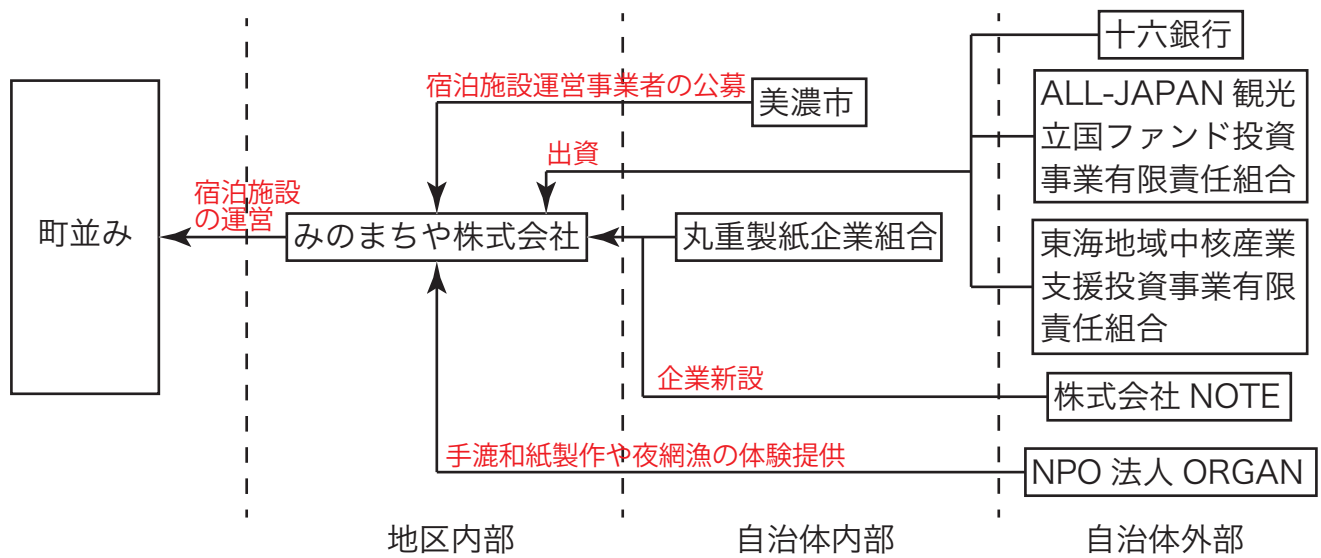 十六銀行
宿泊施設運営事業者の公募
美濃市
ALL-JAPAN 観光
立国ファンド投資
事業有限責任組合
出資
宿泊施設
の運営
町並み
みのまちや株式会社
丸重製紙企業組合
東海地域中核産業
支援投資事業有限
責任組合
企業新設
株式会社 NOTE
手漉和紙製作や夜網漁の体験提供
NPO 法人 ORGAN
地区内部
自治体内部
自治体外部